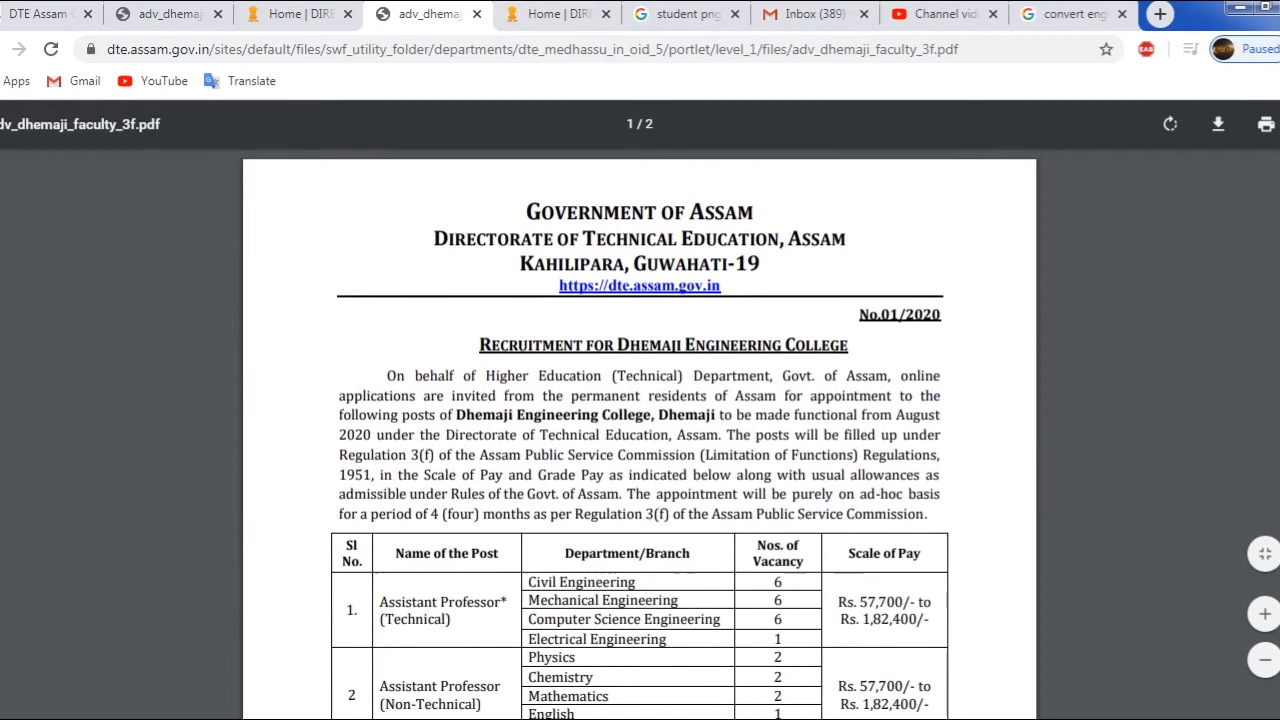 DTE Assam
adv_dhema
Home | DIRE
adv_dhema
Home | DIRE
student png
Inbox (389)
Channel vid
convert eng
dte.assam.gov.in/sites/default/files/swf_utility_folder/departments/dte_medhassu_in_oid_5/portlet/level_1/files/adv_dhemaji_faculty_3f.pdf
EAB
Paused
Apps
Gmail
YouTube
Translate
dv_dhemaji_faculty_3f.pdf
1 / 2
GOVERNMENT OF ASSAM
DIRECTORATE OF TECHNICAL EDUCATION, ASSAM
KAHILIPARA, GUWAHATI-19
https://dte.assam.gov.in
No.01/2020
RECRUITMENT FOR DHEMAJI ENGINEERING COLLEGE
On behalf of Higher Education (Technical) Department, Govt. of Assam, online
applications are invited from the permanent residents of Assam for appointment to the
following posts of Dhemaji Engineering College, Dhemaji to be made functional from August
2020 under the Directorate of Technical Education, Assam. The posts will be filled up under
Regulation 3(f) of the Assam Public Service Commission (Limitation of Functions) Regulations,
1951, in the Scale of Pay and Grade Pay as indicated below along with usual allowances as
admissible under Rules of the Govt. of Assam. The appointment will be purely on ad-hoc basis
for a period of 4 (four) months as per Regulation 3(f) of the Assam Public Service Commission.
Sl No. Name of the Post Department/Branch Nos. of Vacancy Scale of Pay
1. Assistant Professor* (Technical) Civil Engineering 6 Rs. 57,700/- to Rs. 1,82,400/-
Mechanical Engineering 6
Computer Science Engineering 6
Electrical Engineering 1
2 Assistant Professor (Non-Technical) Physics 2 Rs. 57,700/- to Rs. 1,82,400/-
Chemistry 2
Mathematics 2
English 1